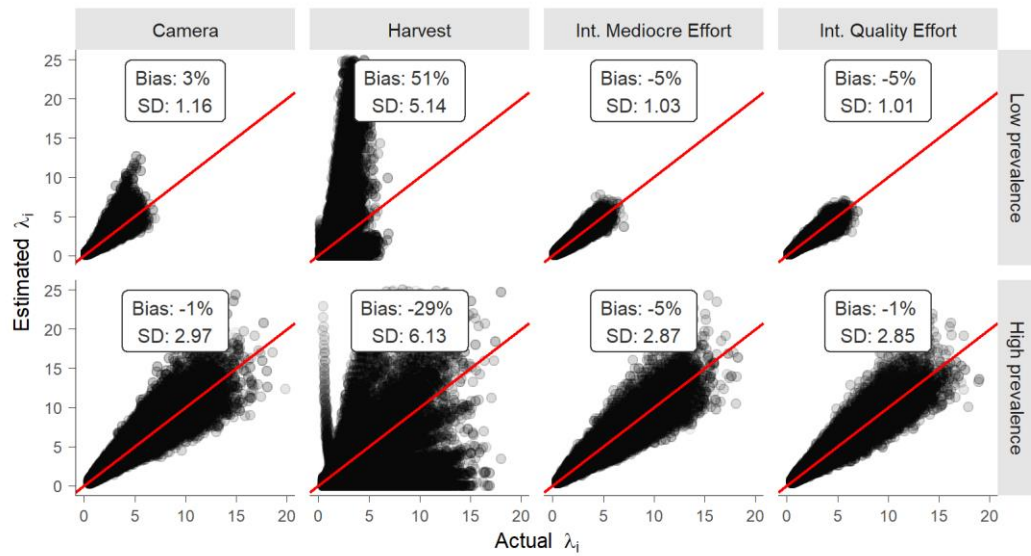 Camera
Harvest
Int. Mediocre Effort
Int. Quality Effort
25
20
15
10
5
0
Bias: 3%
SD: 1.16
Bias: 51%
SD: 5.14
Bias: -5%
SD: 1.03
Bias: -5%
SD: 1.01
Low prevalence
Estimated λi
25
20
15
10
5
0
Bias: -1%
SD: 2.97
Bias: -29%
SD: 6.13
Bias: -5%
SD: 2.87
Bias: -1%
SD: 2.85
High prevalence
0 5 10 15 20
0 5 10 15 20
0 5 10 15 20
0 5 10 15 20
Actual λi